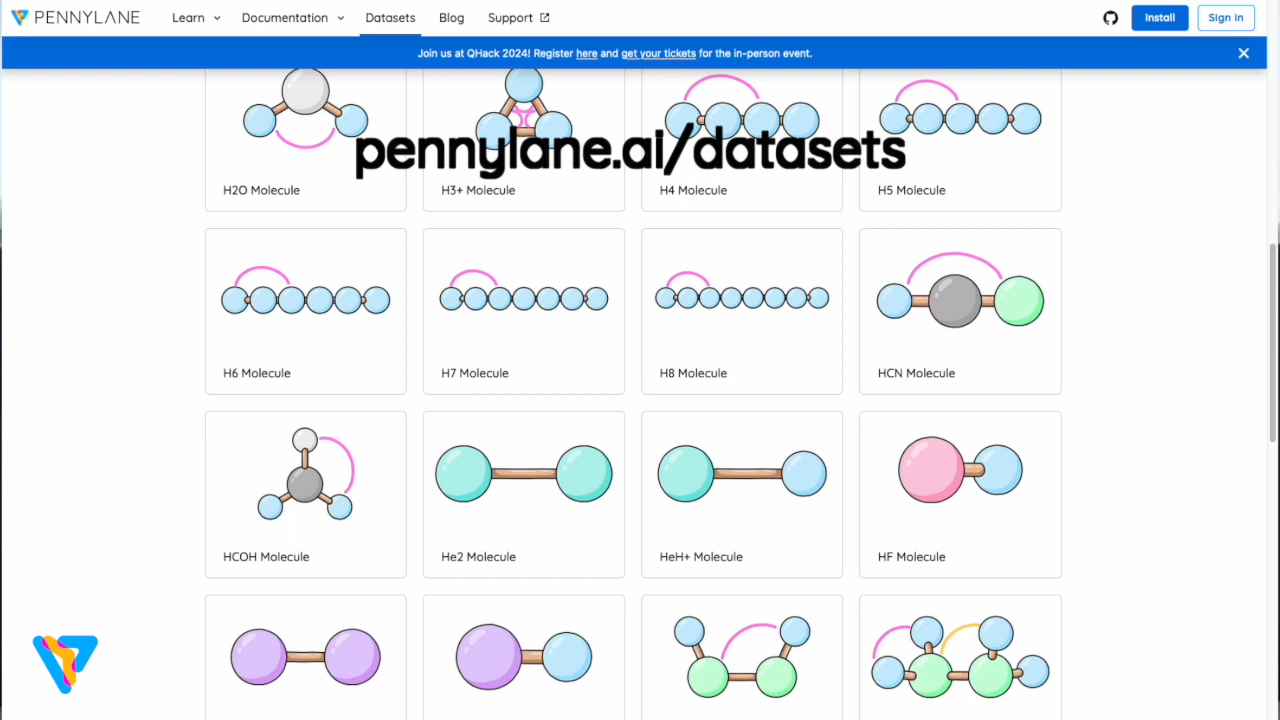 PENNYLANE
Learn
Documentation
Datasets
Blog
Support
Install
Sign in
Join us at QHack 2024! Register here and get your tickets for the in-person event.
pennylane.ai/datasets
H2O Molecule
H3+ Molecule
H4 Molecule
H5 Molecule
H6 Molecule
H7 Molecule
H8 Molecule
HCN Molecule
HCOH Molecule
He2 Molecule
HeH+ Molecule
HF Molecule